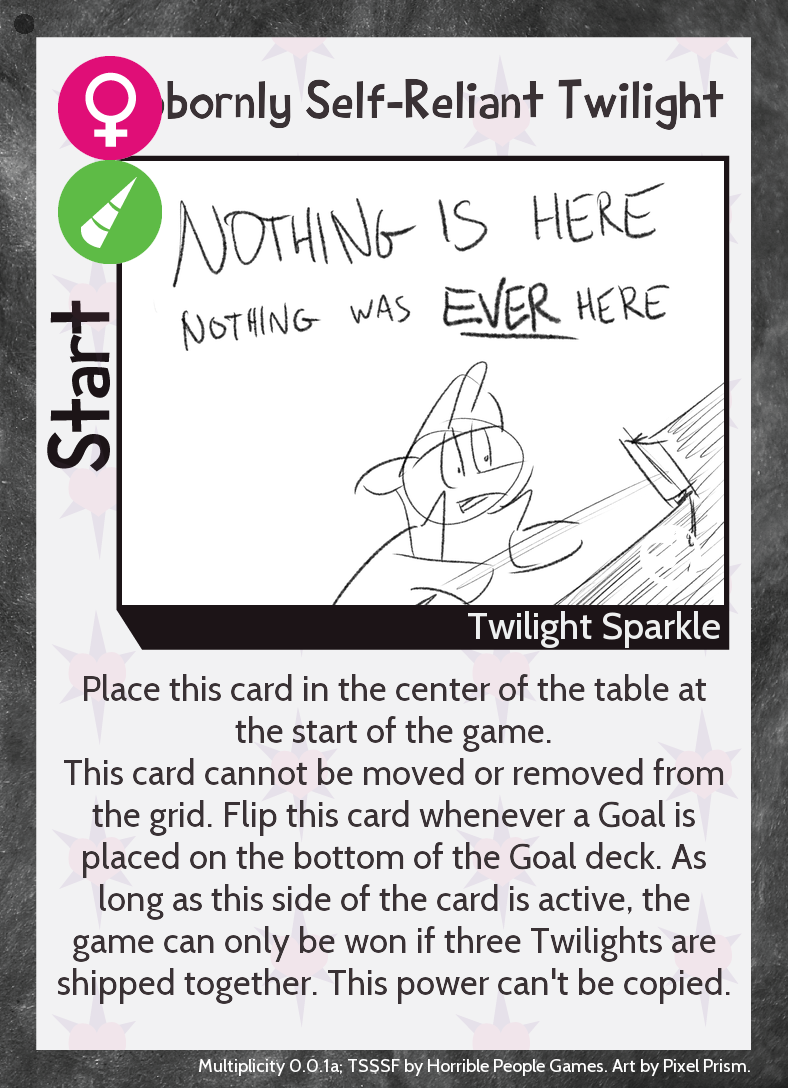 bornly Self-Reliant Twilight
NOTHING IS HERE
NOTHING WAS EVER HERE
Start
Twilight Sparkle
Place this card in the center of the table at
the start of the game.
This card cannot be moved or removed from
the grid. Flip this card whenever a Goal is
placed on the bottom of the Goal deck. As
long as this side of the card is active, the
game can only be won if three Twilights are
shipped together. This power can't be copied.
Multiplicity 0.0.1a; TSSSF by Horrible People Games. Art by Pixel Prism.